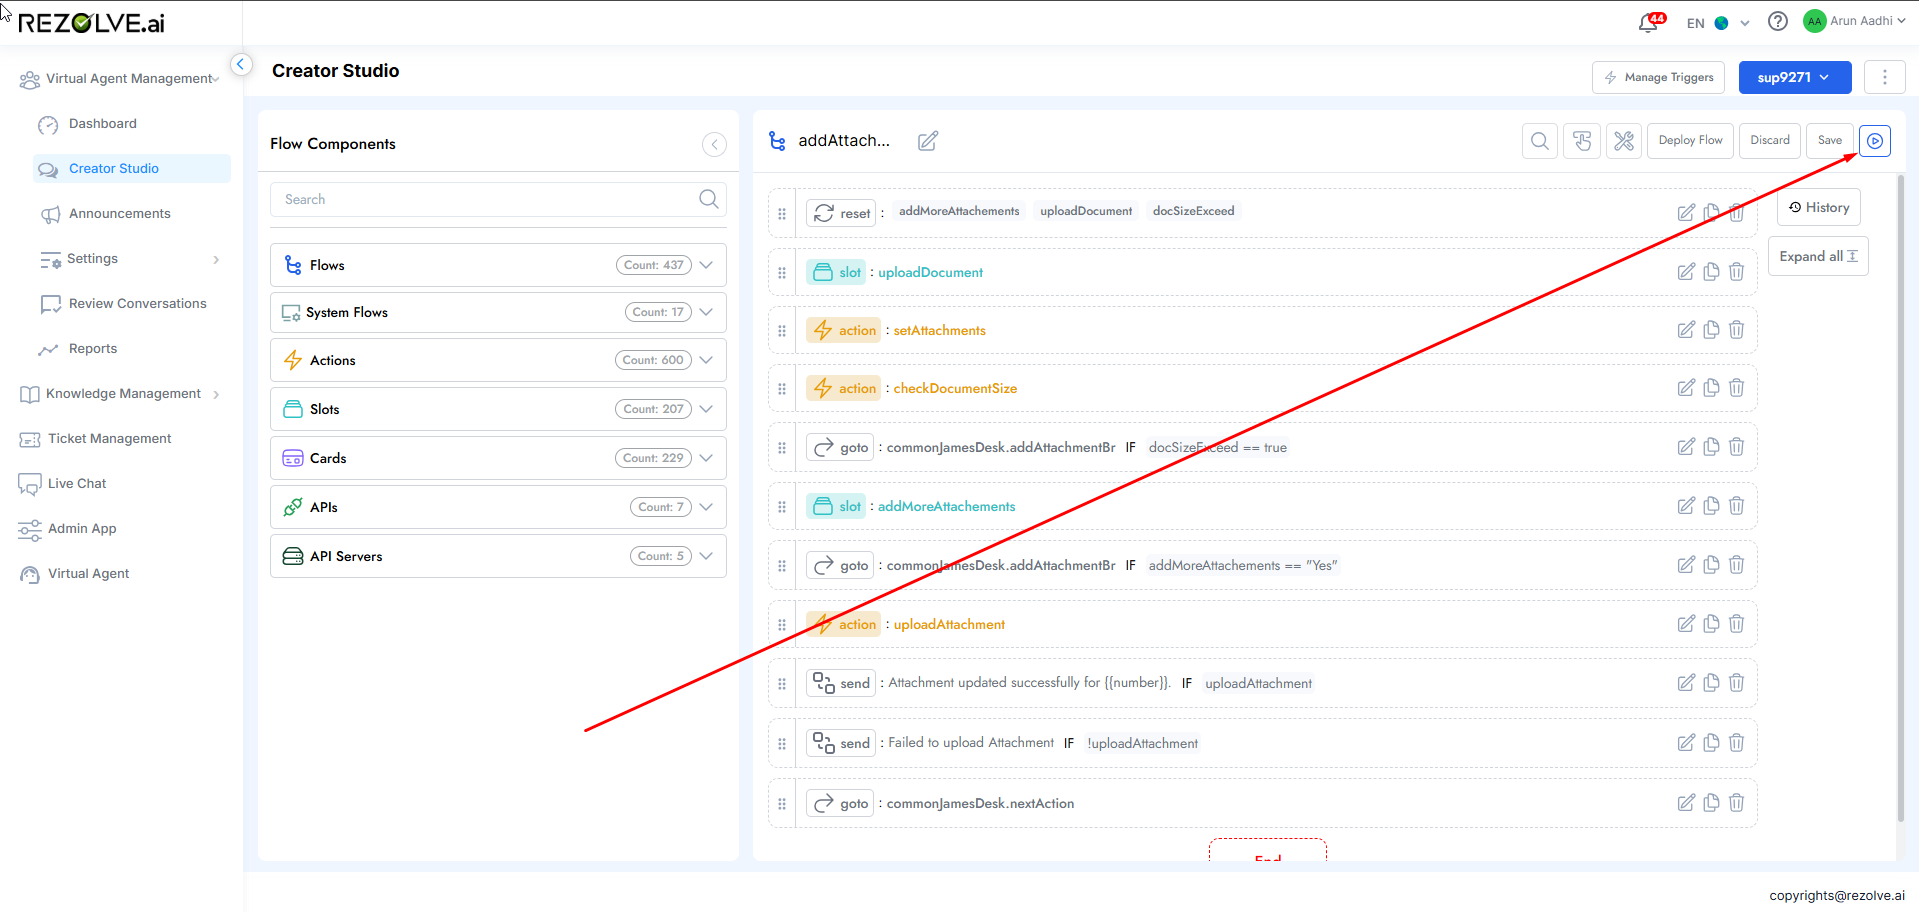 REZOLVE.ai
44
EN
AA
Arun Aadhi
Virtual Agent Management
Dashboard
Creator Studio
Announcements
Settings
Review Conversations
Reports
Knowledge Management
Ticket Management
Live Chat
Admin App
Virtual Agent
Creator Studio
Manage Triggers
sup9271
Flow Components
Search
Flows
Count: 437
System Flows
Count: 17
Actions
Count: 600
Slots
Count: 207
Cards
Count: 229
APIs
Count: 7
API Servers
Count: 5
addAttach...
Deploy Flow
Discard
Save
History
Expand all
reset : addMoreAttachements uploadDocument docSizeExceed
slot : uploadDocument
action : setAttachments
action : checkDocumentSize
goto : commonJamesDesk.addAttachmentBr IF docSizeExceed == true
slot : addMoreAttachements
goto : commonJamesDesk.addAttachmentBr IF addMoreAttachements == "Yes"
action : uploadAttachment
send : Attachment updated successfully for {{number}}. IF uploadAttachment
send : Failed to upload Attachment IF !uploadAttachment
goto : commonJamesDesk.nextAction
End
copyrights@rezolve.ai